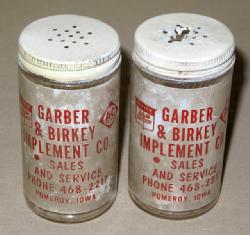 GARBER
& BIRKEY
IMPLEMENT CO.
SALES
AND SERVICE
PHONE 468-2217
POMEROY, IOWA
GARBER
& BIRKEY
IMPLEMENT CO.
• SALES
AND SERVICE
PHONE 468-221
POMEROY, IOWA